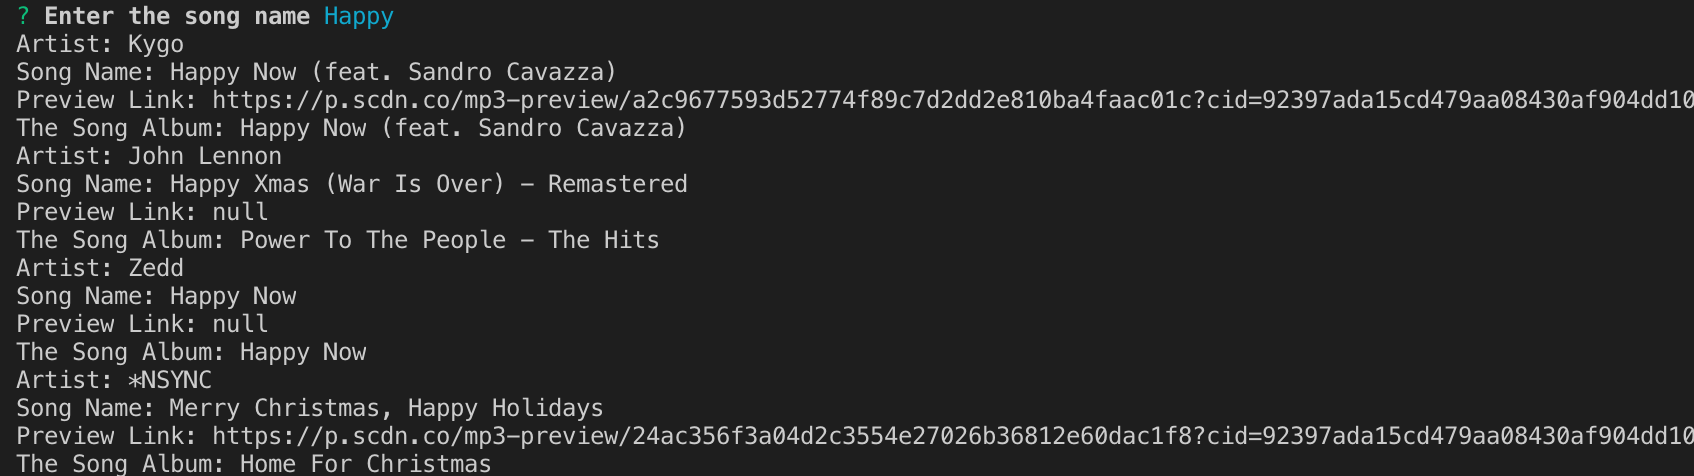 ? Enter the song name Happy
Artist: Kygo
Song Name: Happy Now (feat. Sandro Cavazza)
Preview Link: https://p.scdn.co/mp3-preview/a2c9677593d52774f89c7d2dd2e810ba4faac01c?cid=92397ada15cd479aa08430af904dd10
The Song Album: Happy Now (feat. Sandro Cavazza)
Artist: John Lennon
Song Name: Happy Xmas (War Is Over) - Remastered
Preview Link: null
The Song Album: Power To The People - The Hits
Artist: Zedd
Song Name: Happy Now
Preview Link: null
The Song Album: Happy Now
Artist: *NSYNC
Song Name: Merry Christmas, Happy Holidays
Preview Link: https://p.scdn.co/mp3-preview/24ac356f3a04d2c3554e27026b36812e60dac1f8?cid=92397ada15cd479aa08430af904dd10
The Song Album: Home For Christmas